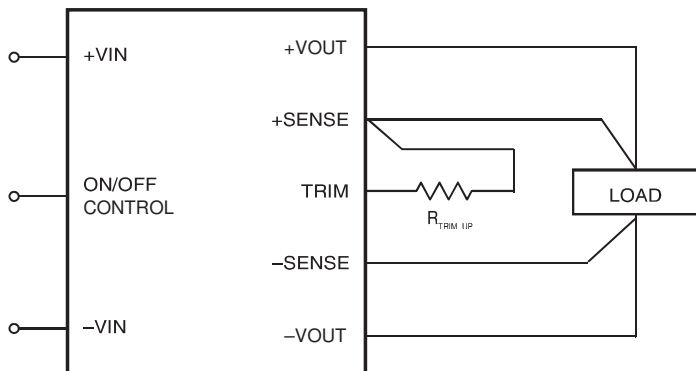 +VIN
ON/OFF
CONTROL
–VIN
+VOUT
+SENSE
TRIM
–SENSE
–VOUT
R TRIM UP
LOAD